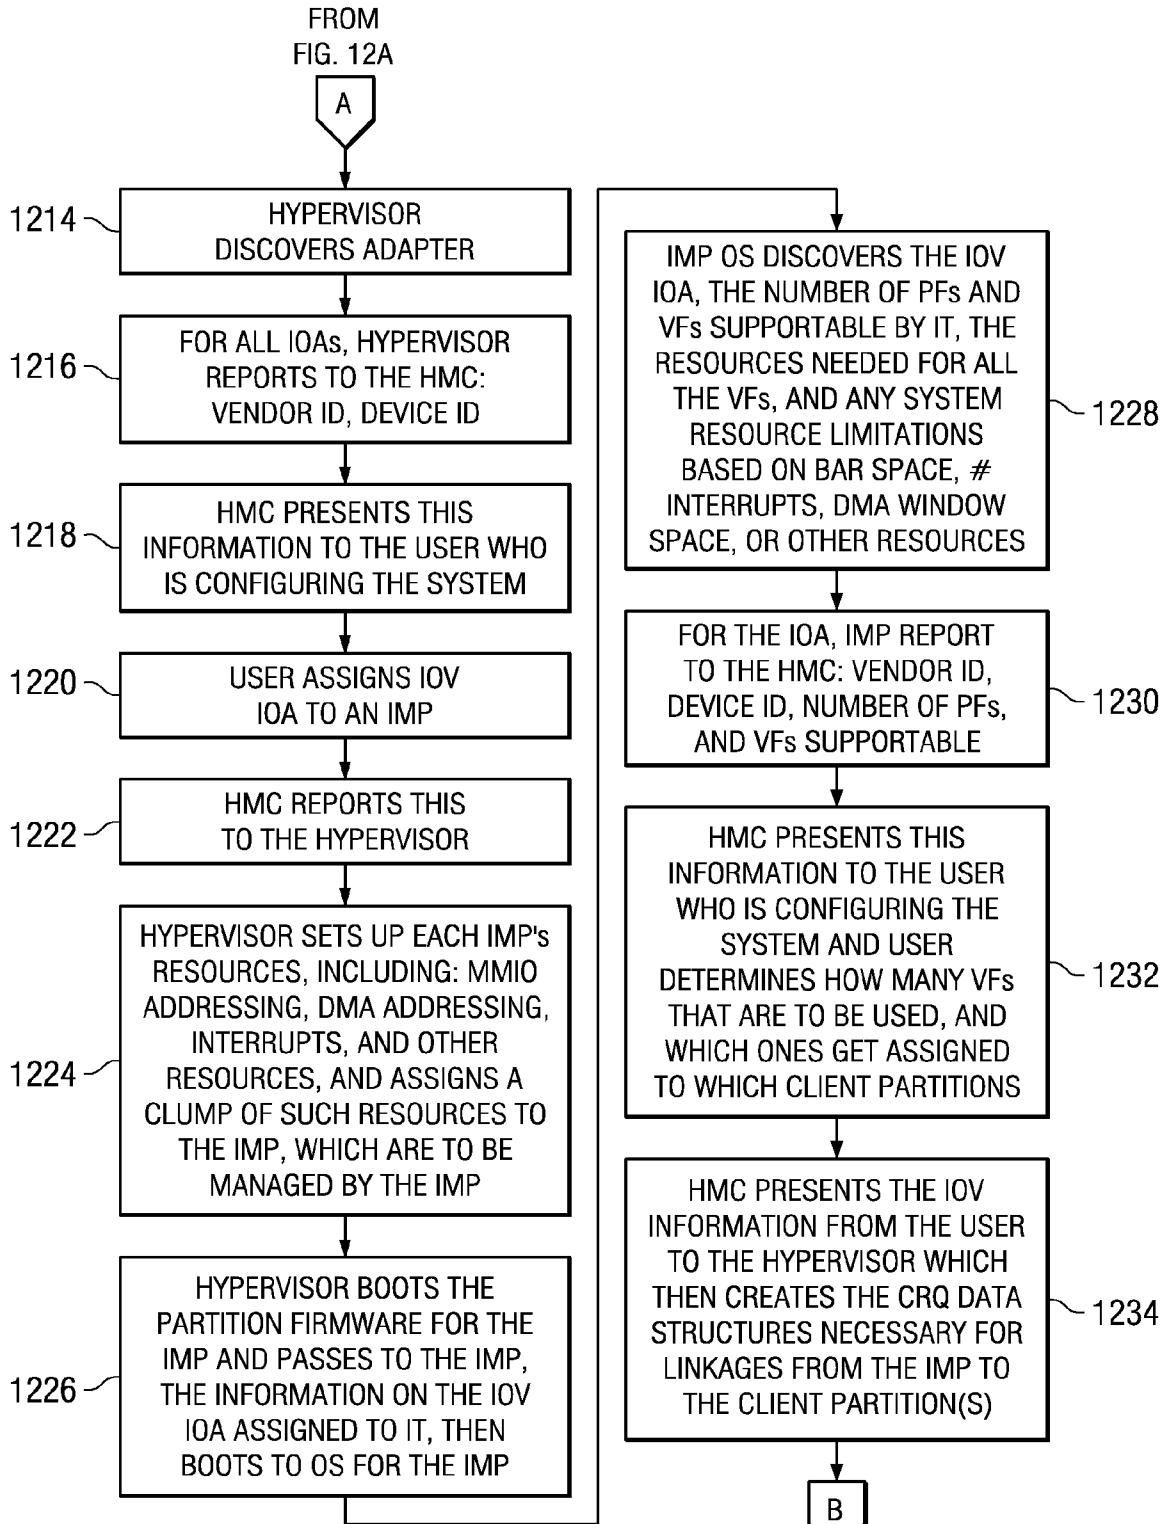 FROM
FIG. 12A
A
1214
HYPERVISOR
DISCOVERS ADAPTER
1216
FOR ALL IOAs, HYPERVISOR
REPORTS TO THE HMC:
VENDOR ID, DEVICE ID
1218
HMC PRESENTS THIS
INFORMATION TO THE USER WHO
IS CONFIGURING THE SYSTEM
1220
USER ASSIGNS IOV
IOA TO AN IMP
1222
HMC REPORTS THIS
TO THE HYPERVISOR
1224
HYPERVISOR SETS UP EACH IMP's
RESOURCES, INCLUDING: MMIO
ADDRESSING, DMA ADDRESSING,
INTERRUPTS, AND OTHER
RESOURCES, AND ASSIGNS A
CLUMP OF SUCH RESOURCES TO
THE IMP, WHICH ARE TO BE
MANAGED BY THE IMP
1226
HYPERVISOR BOOTS THE
PARTITION FIRMWARE FOR THE
IMP AND PASSES TO THE IMP,
THE INFORMATION ON THE IOV
IOA ASSIGNED TO IT, THEN
BOOTS TO OS FOR THE IMP
IMP OS DISCOVERS THE IOV
IOA, THE NUMBER OF PFs AND
VFs SUPPORTABLE BY IT, THE
RESOURCES NEEDED FOR ALL
THE VFs, AND ANY SYSTEM
RESOURCE LIMITATIONS
BASED ON BAR SPACE, #
INTERRUPTS, DMA WINDOW
SPACE, OR OTHER RESOURCES
1228
FOR THE IOA, IMP REPORT
TO THE HMC: VENDOR ID,
DEVICE ID, NUMBER OF PFs,
AND VFs SUPPORTABLE
1230
HMC PRESENTS THIS
INFORMATION TO THE USER
WHO IS CONFIGURING THE
SYSTEM AND USER
DETERMINES HOW MANY VFs
THAT ARE TO BE USED, AND
WHICH ONES GET ASSIGNED
TO WHICH CLIENT PARTITIONS
1232
HMC PRESENTS THE IOV
INFORMATION FROM THE USER
TO THE HYPERVISOR WHICH
THEN CREATES THE CRQ DATA
STRUCTURES NECESSARY FOR
LINKAGES FROM THE IMP TO
THE CLIENT PARTITION(S)
1234
B